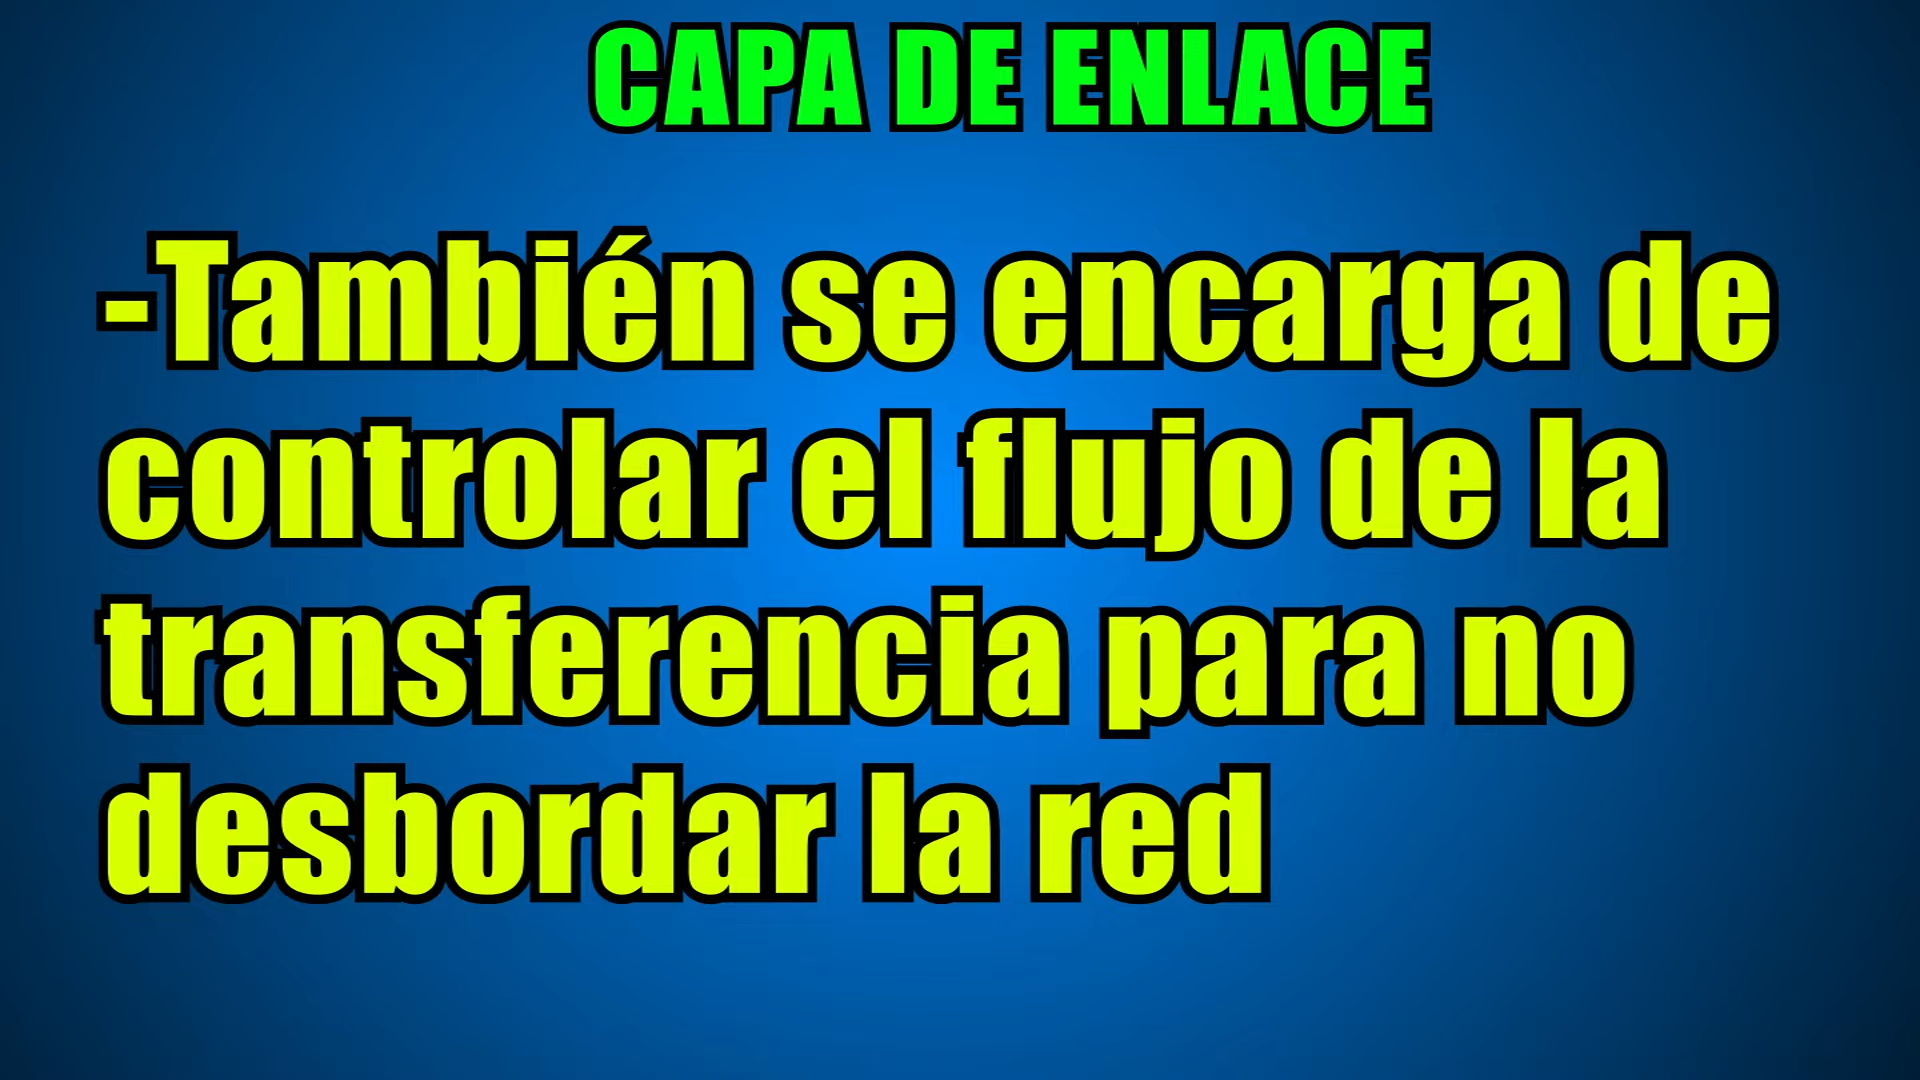 CAPA DE ENLACE
-También se encarga de
controlar el flujo de la
transferencia para no
desbordar la red